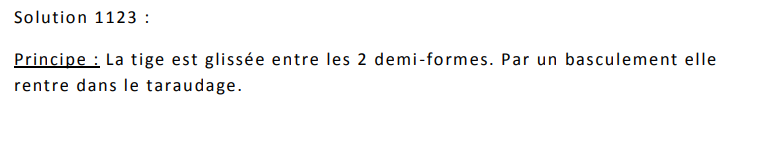 Solution 1123 :
Principe : La tige est glissée entre les 2 demi-formes. Par un basculement elle
rentre dans le taraudage.